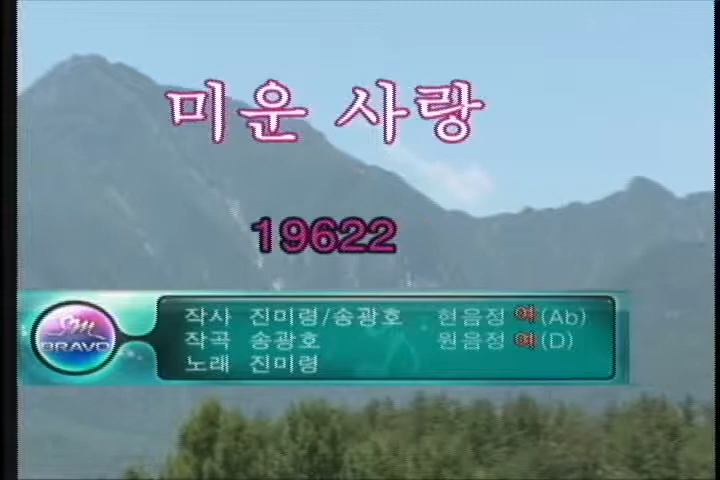 미운 사랑
19622
작사 진미령/송광호 현음정 여(Ab)
작곡 송광호 원음정 여(D)
노래 진미령
SM
BRAVO